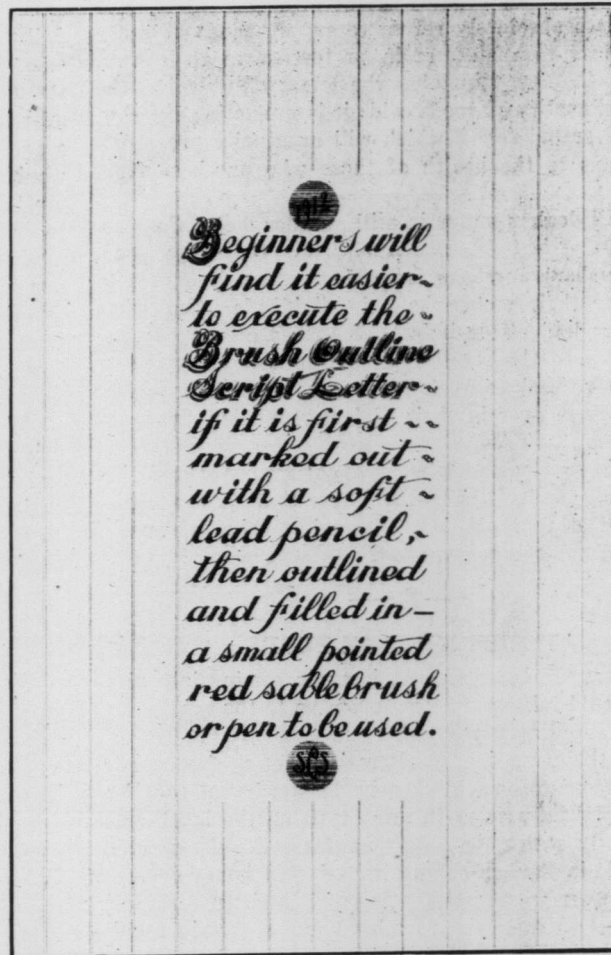 Beginners will
find it easier~
to execute the~
Brush Outline
Script Letter~
if it is first ~~
marked out ~
with a soft ~
lead pencil,~
then outlined
and filled in—
a small pointed
red sable brush
or pen to be used.